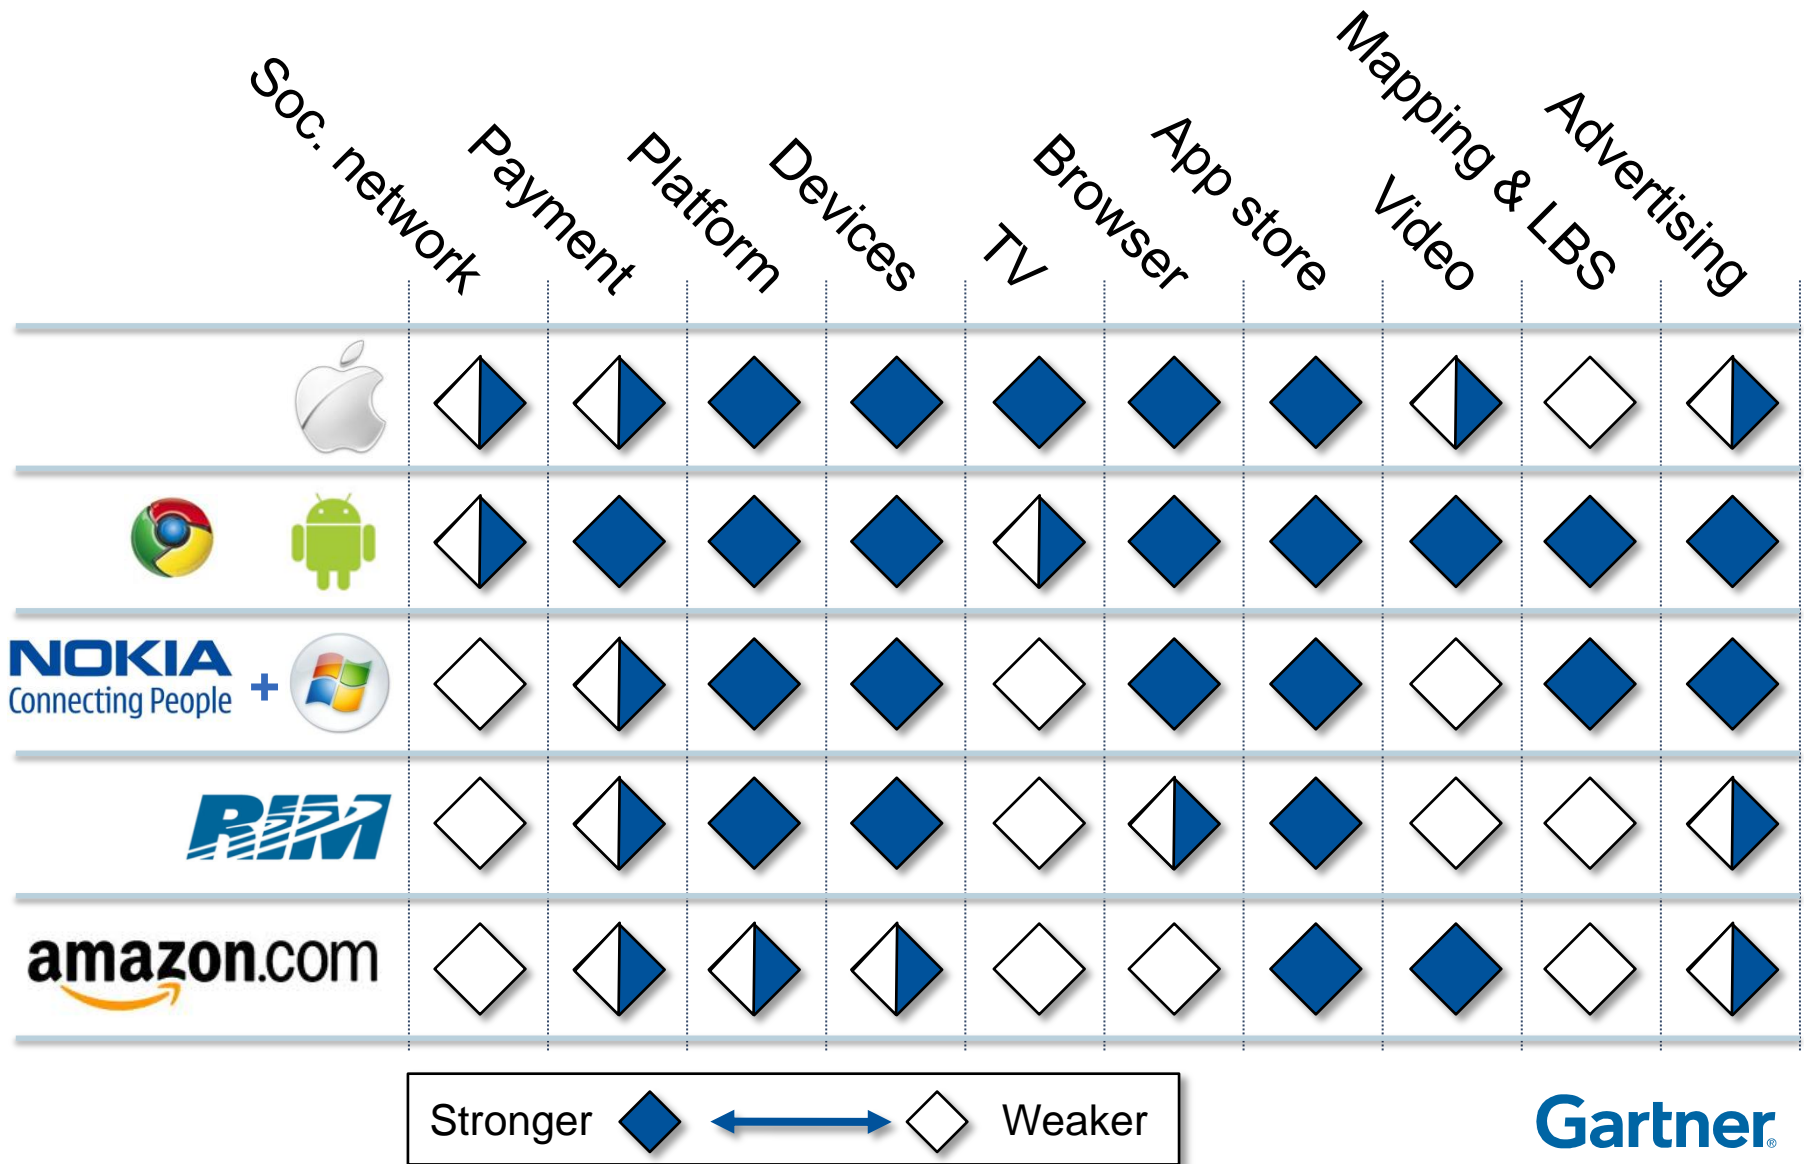 Soc. network
Payment
Platform
Devices
TV
Browser
App store
Video
Mapping & LBS
Advertising
NOKIA
Connecting People
+
RIM
amazon.com
Stronger
Weaker
Gartner®